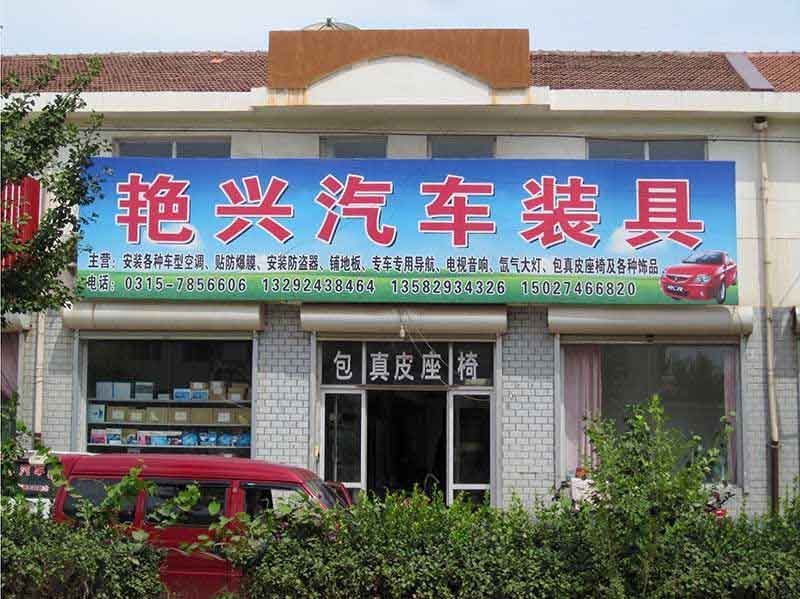 艳兴汽车装具
主营：安装各种车型空调、贴防爆膜、安装防盗器、铺地板、专车专用导航、电视音响、氙气大灯、包真皮座椅及各种饰品
电话：0315-7856606 13292438464 13582934326 15027466820
包真皮座椅
汽车